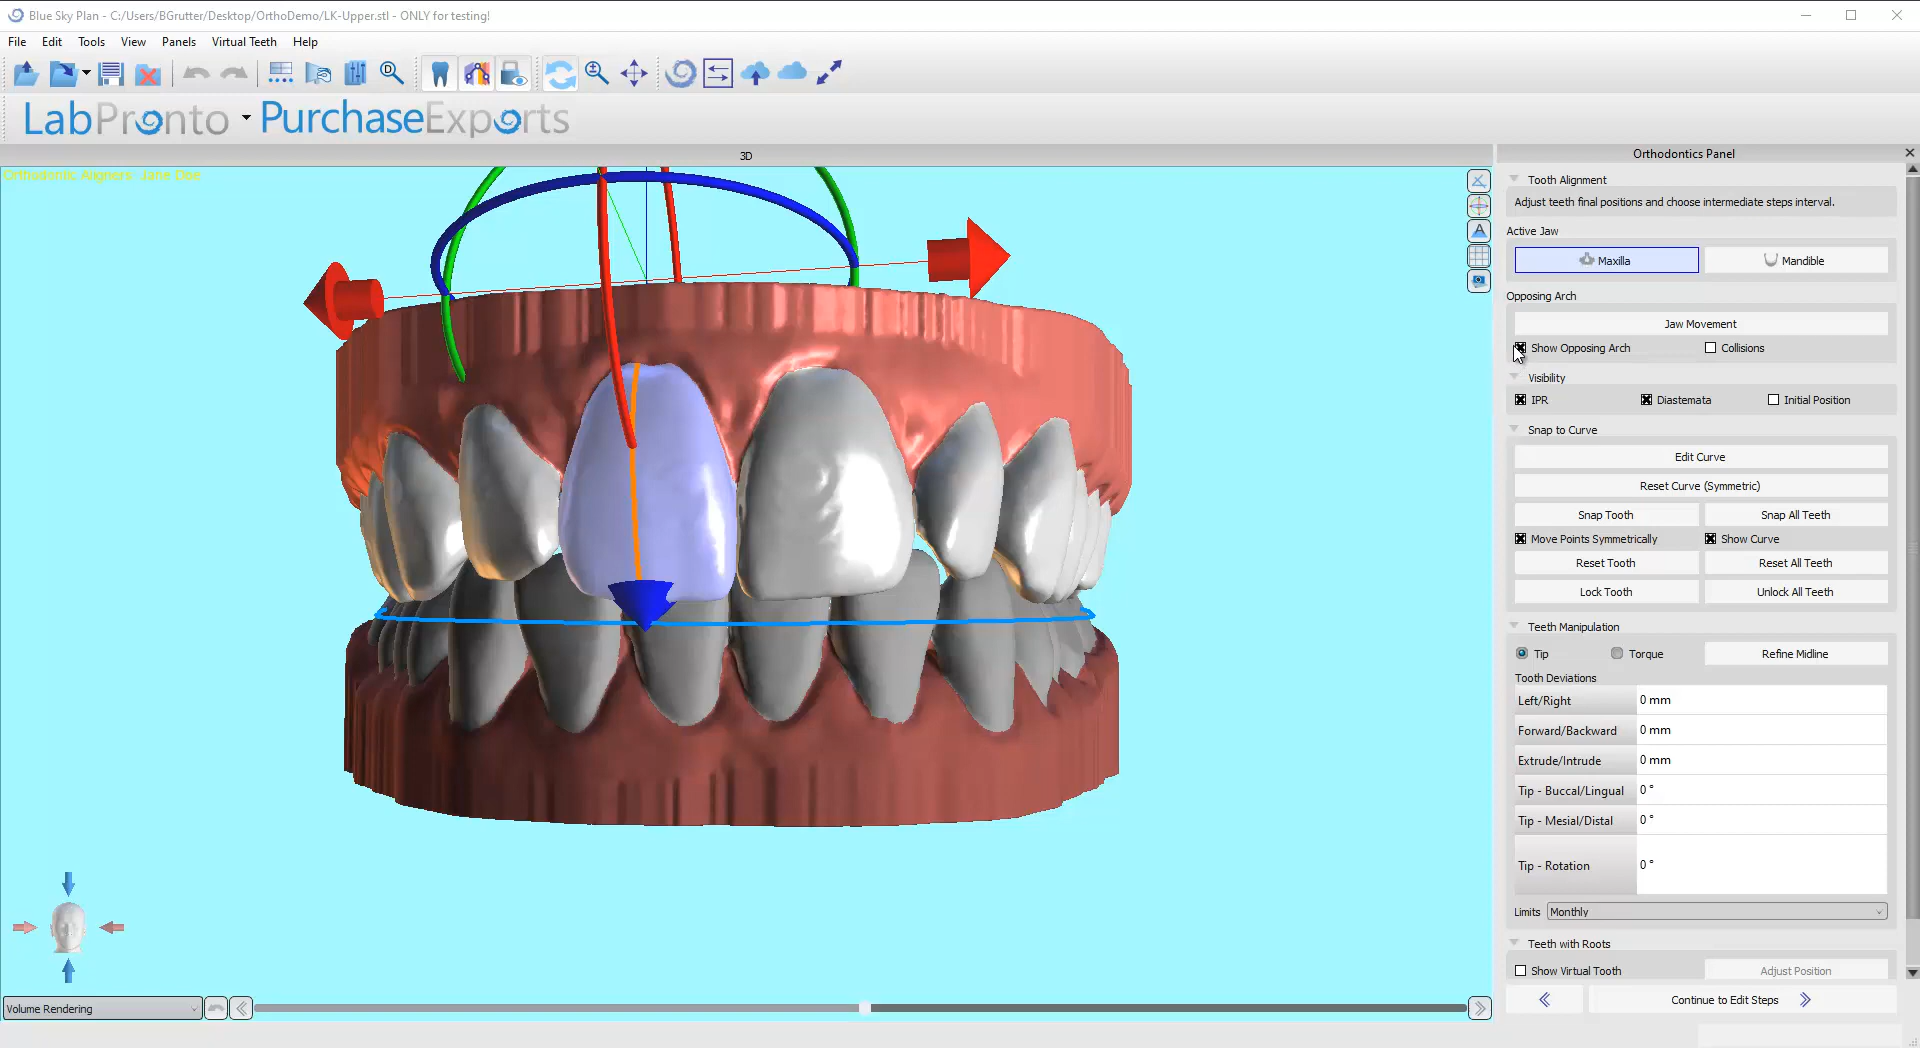 Blue Sky Plan - C:/Users/BGrutter/Desktop/OrthoDemo/LK-Upper.stl - ONLY for testing!
File Edit Tools View Panels Virtual Teeth Help
D
LabPronto PurchaseExports
3D
Orthodontics Panel
Orthodontic Aligners: Jane Doe
Tooth Alignment
Adjust teeth final positions and choose intermediate steps interval.
Active Jaw
Maxilla Mandible
Opposing Arch
Jaw Movement
Show Opposing Arch Collisions
Visibility
IPR Diastemata Initial Position
Snap to Curve
Edit Curve
Reset Curve (Symmetric)
Snap Tooth Snap All Teeth
Move Points Symmetrically Show Curve
Reset Tooth Reset All Teeth
Lock Tooth Unlock All Teeth
Teeth Manipulation
Tip Torque Refine Midline
Tooth Deviations
Left/Right 0 mm
Forward/Backward 0 mm
Extrude/Intrude 0 mm
Tip - Buccal/Lingual 0 °
Tip - Mesial/Distal 0 °
Tip - Rotation 0 °
Limits Monthly
Teeth with Roots
Show Virtual Tooth Adjust Position
Continue to Edit Steps
Volume Rendering